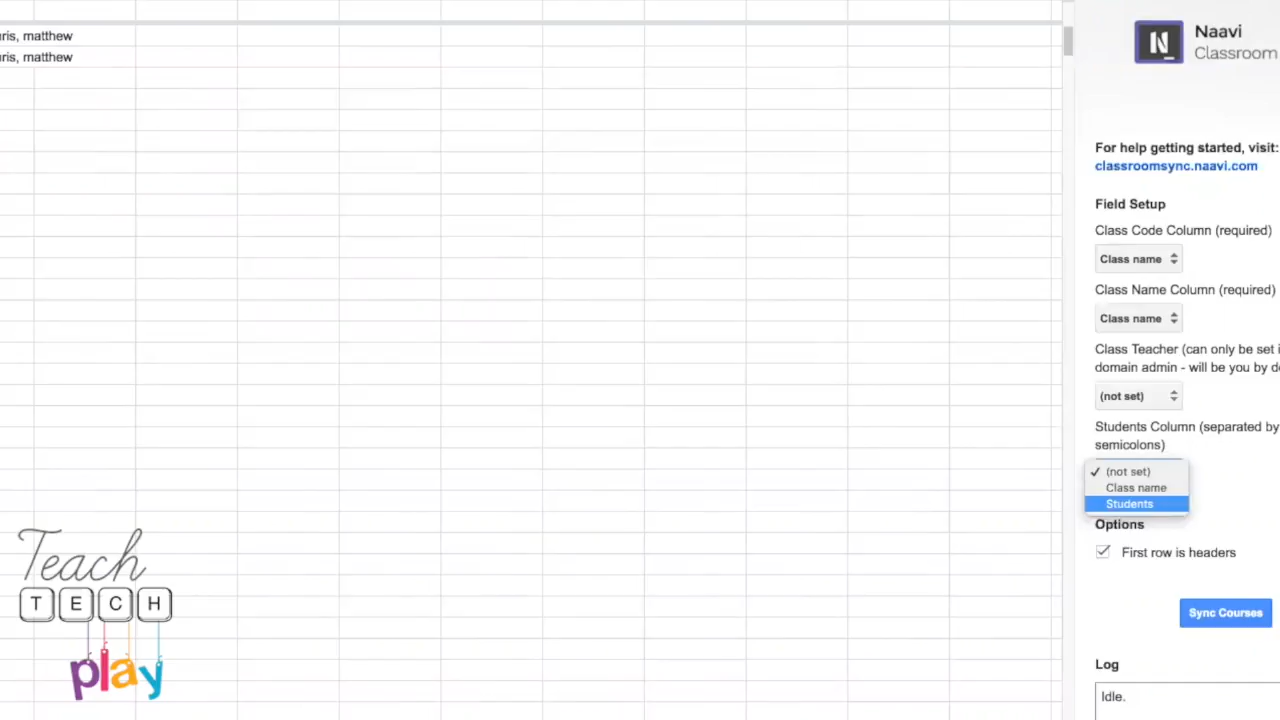 ris, matthew
ris, matthew
Naavi
Classroom
For help getting started, visit:
classroomsync.naavi.com
Field Setup
Class Code Column (required)
Class name
Class Name Column (required)
Class name
Class Teacher (can only be set i
domain admin - will be you by d
(not set)
Students Column (separated by
semicolons)
(not set)
Class name
Students
Options
First row is headers
Sync Courses
Log
Idle.
Teach
TECH
play